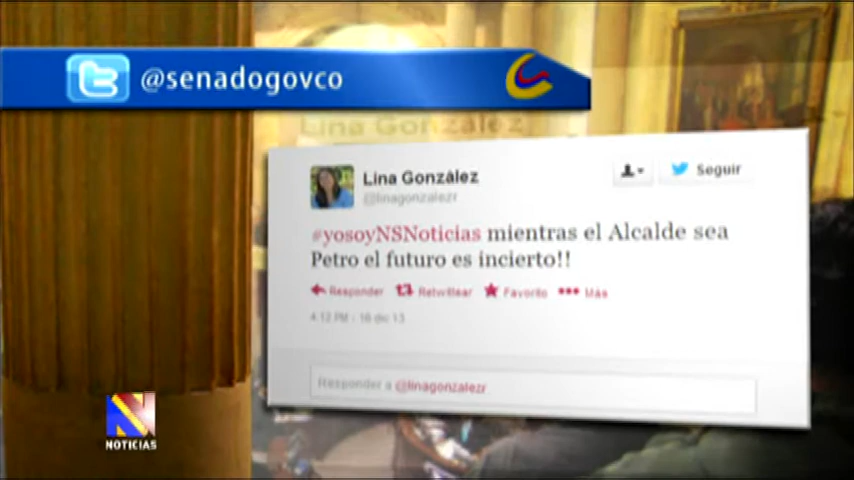 @senadogovco
Lina González
Lina González
@linagonzalezr
Seguir
#yosoyNSNoticias mientras el Alcalde sea
Petro el futuro es incierto!!
Responder Retwittear Favorito Más
4:12 PM - 16 dic 13
Responder a @linagonzalezr
N
NOTICIAS